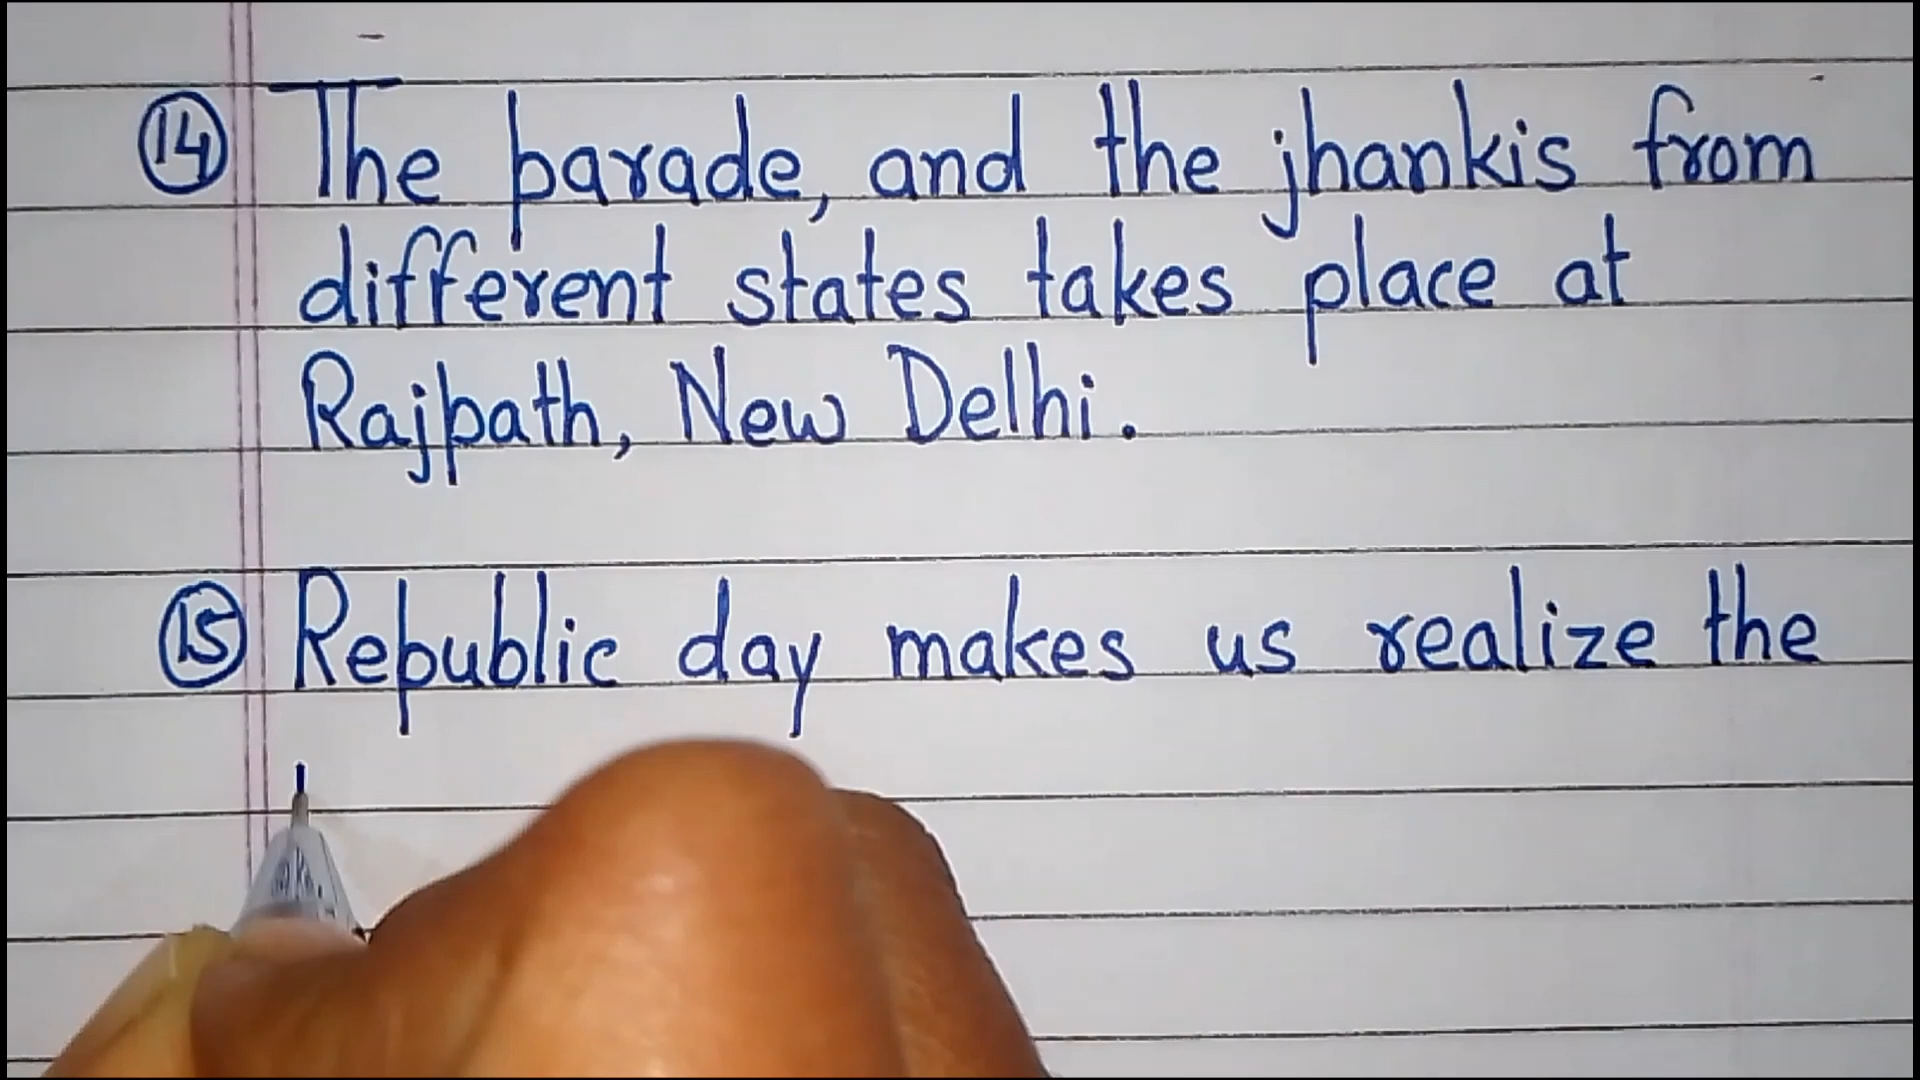 14 The parade, and the jhankis from
different states takes place at
Rajpath, New Delhi.
15 Republic day makes us realize the